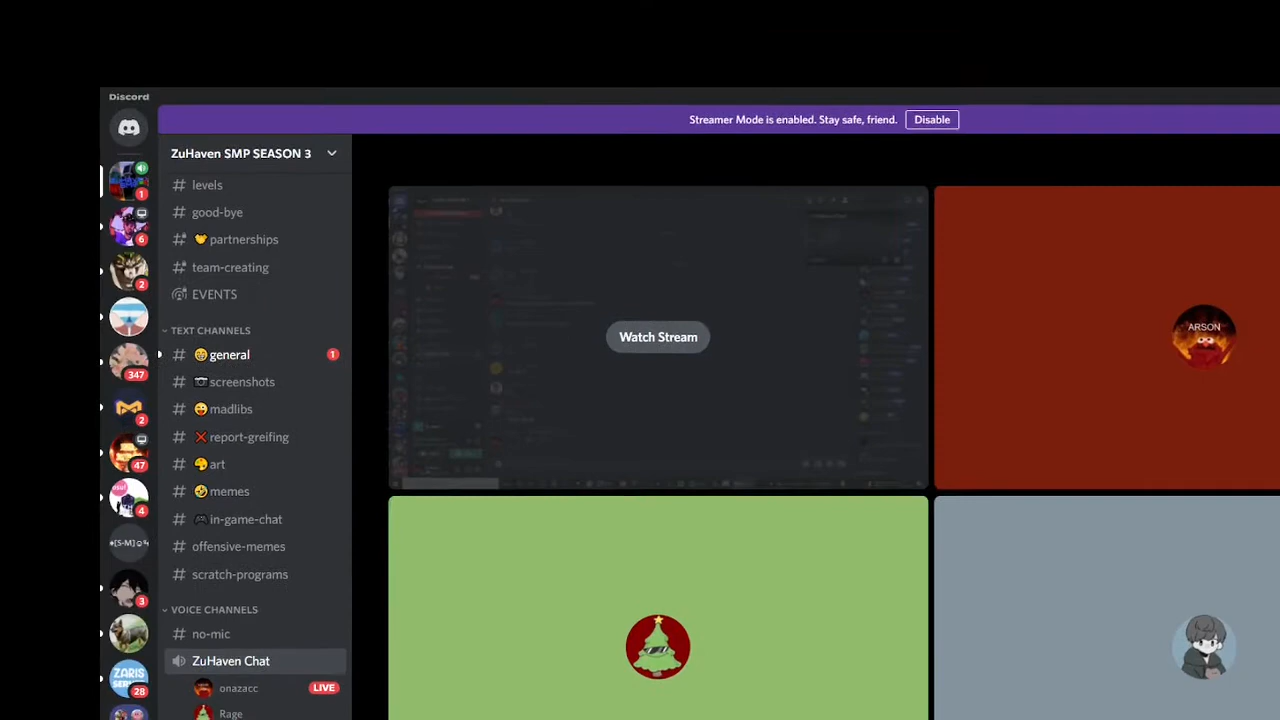 Discord
Streamer Mode is enabled. Stay safe, friend. Disable
ZuHaven SMP SEASON 3
levels
good-bye
partnerships
team-creating
EVENTS
TEXT CHANNELS
general 1
screenshots
madlibs
report-greifing
art
memes
in-game-chat
offensive-memes
scratch-programs
VOICE CHANNELS
no-mic
ZuHaven Chat
onazacc LIVE
Rage
1
6
2
347
2
47
4
3
ZARIS
28
Watch Stream
ARSON